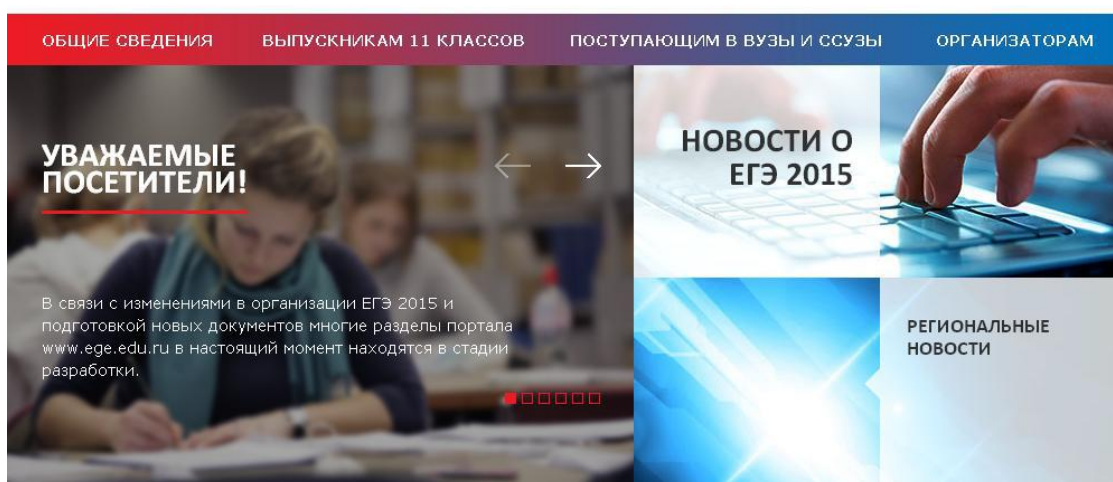 ОБЩИЕ СВЕДЕНИЯ ВЫПУСКНИКАМ 11 КЛАССОВ ПОСТУПАЮЩИМ В ВУЗЫ И ССУЗЫ ОРГАНИЗАТОРАМ
УВАЖАЕМЫЕ
ПОСЕТИТЕЛИ!
В связи с изменениями в организации ЕГЭ 2015 и
подготовкой новых документов многие разделы портала
www.ege.edu.ru в настоящий момент находятся в стадии
разработки.
НОВОСТИ О
ЕГЭ 2015
РЕГИОНАЛЬНЫЕ
НОВОСТИ